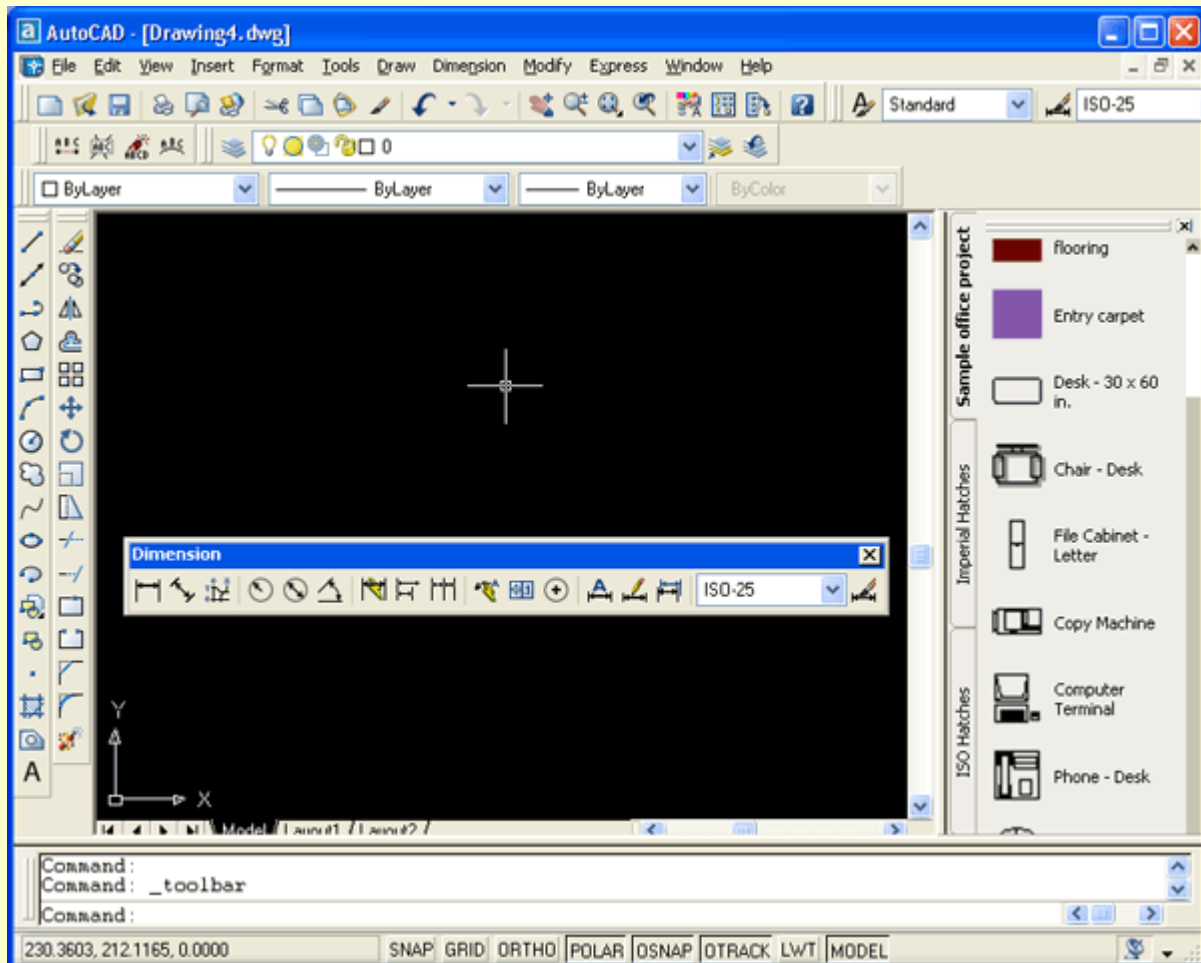 AutoCAD - [Drawing4.dwg]
File Edit View Insert Format Tools Draw Dimension Modify Express Window Help
Standard ISO-25
0
ByLayer ByLayer ByLayer ByColor
Sample office project
Imperial Hatches
ISO Hatches
flooring
Entry carpet
Desk - 30 x 60
in.
Chair - Desk
File Cabinet -
Letter
Copy Machine
Computer
Terminal
Phone - Desk
Dimension
ISO-25
A
Y
X
Model Layout1 Layout2
Command:
Command: _toolbar
Command:
230.3603, 212.1165, 0.0000 SNAP GRID ORTHO POLAR OSNAP OTRACK LWT MODEL